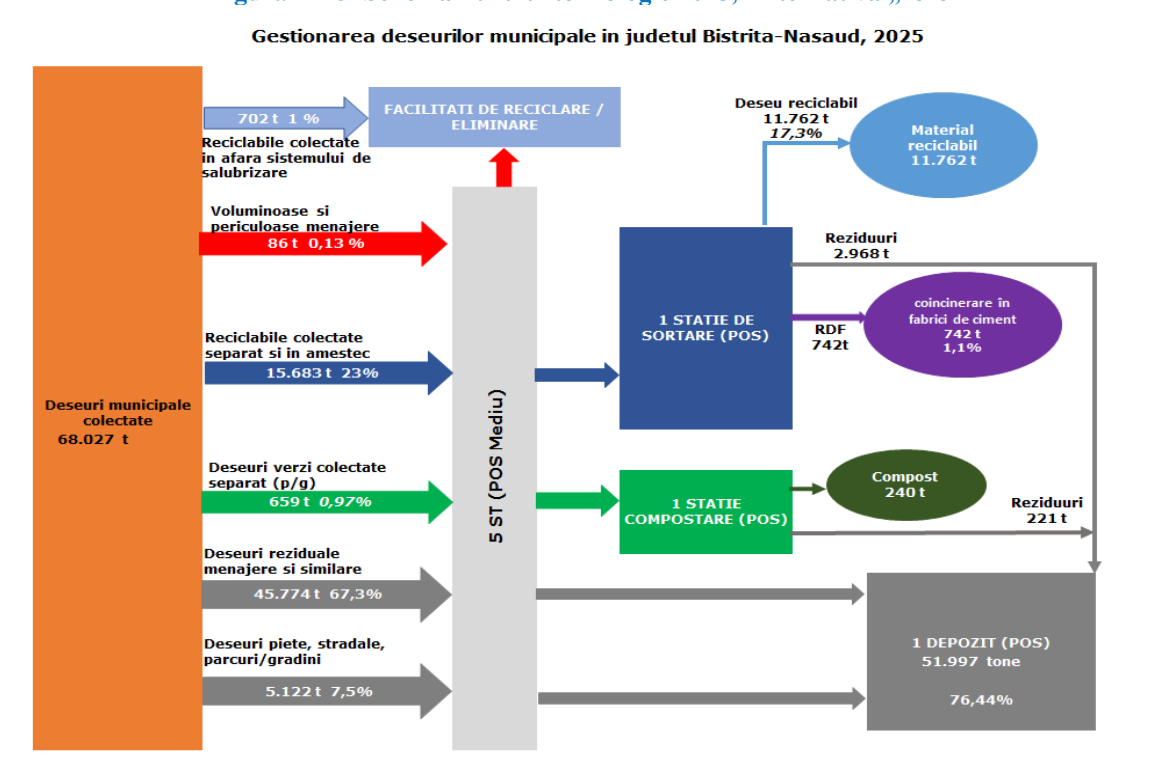 Gestionarea deseurilor municipale in judetul Bistrita-Nasaud, 2025
Deseuri municipale
colectate
68.027 t
702 t 1 %
Reciclabile colectate
in afara sistemului de
salubrizare
FACILITATI DE RECICLARE /
ELIMINARE
Voluminoase si
periculoase menajere
86 t 0,13 %
Reciclabile colectate
separat si in amestec
15.683 t 23%
Deseuri verzi colectate
separat (p/g)
659 t 0,97%
Deseuri reziduale
menajere si similare
45.774 t 67,3%
Deseuri piete, stradale,
parcuri/gradini
5.122 t 7,5%
5 ST (POS Mediu)
1 STATIE DE
SORTARE (POS)
Deseu reciclabil
11.762 t
17,3%
Material
reciclabil
11.762 t
Reziduuri
2.968 t
RDF
742t
coincinerare în
fabrici de ciment
742 t
1,1%
1 STATIE
COMPOSTARE (POS)
Compost
240 t
Reziduuri
221 t
1 DEPOZIT (POS)
51.997 tone
76,44%